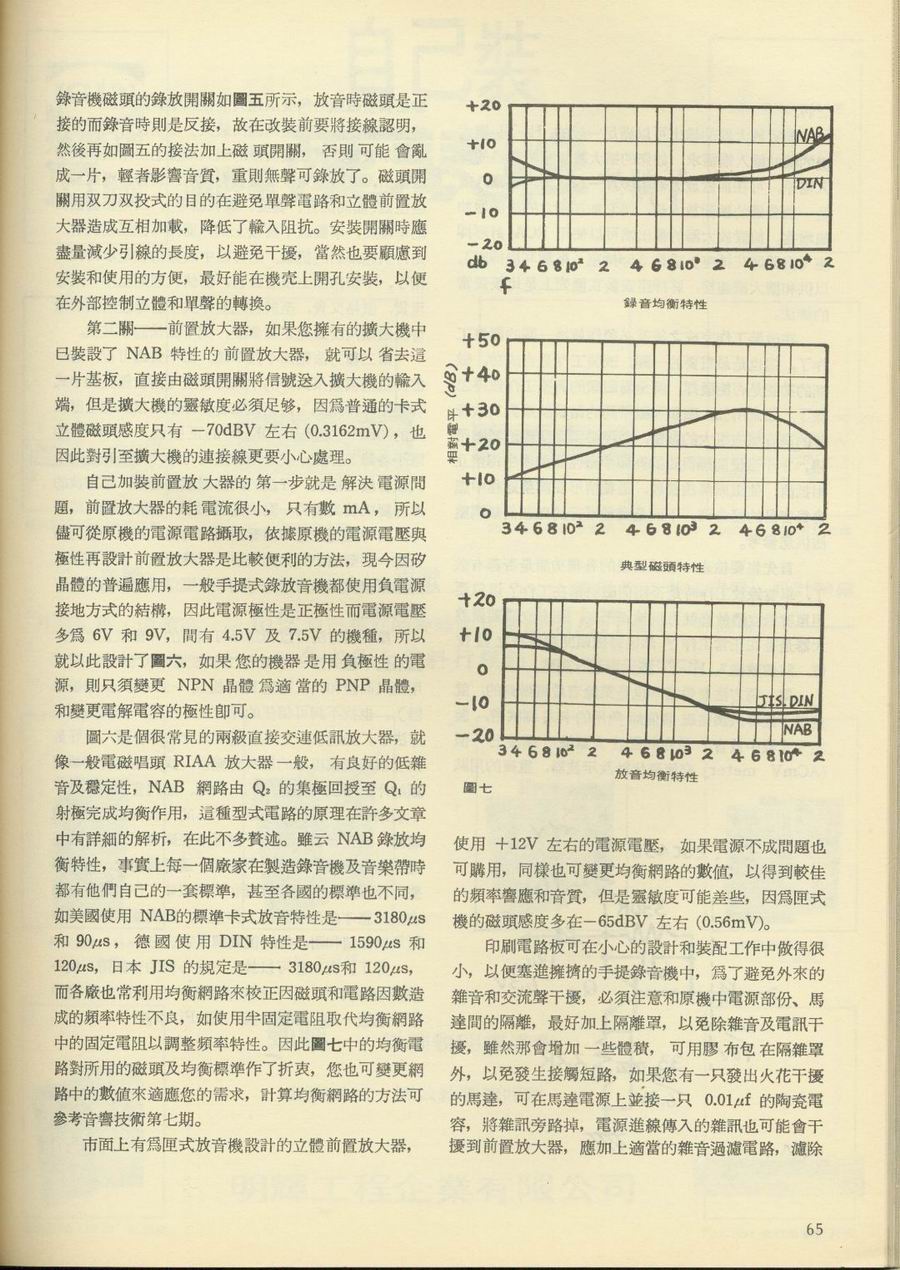 錄音機磁頭的錄放開關如圖五所示，放音時磁頭是正
接的而錄音時則是反接，故在改裝前要將接線認明，
然後再如圖五的接法加上磁 頭開關， 否則 可能 會亂
成一片，輕者影響音質，重則無聲可錄放了。磁頭開
關用双刀双投式的目的在避免單聲電路和立體前置放
大器造成互相加載，降低了輸入阻抗。安裝開關時應
盡量減少引線的長度，以避免干擾，當然也要顧慮到
安裝和使用的方便，最好能在機壳上開孔安裝，以便
在外部控制立體和單聲的轉換。
第二關——前置放大器，如果您擁有的擴大機中
巳裝設了 NAB 特性的 前置放大器， 就可以 省去這
一片基板，直接由磁頭開關將信號送入擴大機的輸入
端，但是擴大機的靈敏度必須足够，因爲普通的卡式
立體磁頭感度只有 −70dBV 左右 (0.3162mV)，也
因此對引至擴大機的連接線更要小心處理。
自己加裝前置放 大器的 第一步就是 解決 電源問
題，前置放大器的耗電流很小， 只有數 mA， 所以
儘可從原機的電源電路攝取，依據原機的電源電壓與
極性再設計前置放大器是比較便利的方法，現今因矽
晶體的普遍應用，一般手提式錄放音機都使用負電源
接地方式的結構，因此電源極性是正極性而電源電壓
多爲 6V 和 9V，間有 4.5V 及 7.5V 的機種，所以
就以此設計了圖六，如果 您的機器 是用 負極性 的電
源，則只須變更 NPN 晶體 爲適 當的 PNP 晶體，
和變更電解電容的極性卽可。
圖六是個很常見的兩級直接交連低訊放大器，就
像一般電磁唱頭 RIAA 放大器一般， 有良好的低雜
音及穩定性，NAB 網路由 Q₂ 的集極回授至 Q₁ 的
射極完成均衡作用，這種型式電路的原理在許多文章
中有詳細的解析，在此不多贅述。雖云 NAB 錄放均
衡特性，事實上每一個廠家在製造錄音機及音樂帶時
都有他們自己的一套標準，甚至各國的標準也不同，
如美國使用 NAB的標準卡式放音特性是——3180μs
和 90μs， 德 國 使 用 DIN 特性是—— 1590μs 和
120μs，日本 JIS 的規定是—— 3180μs和 120μs，
而各廠也常利用均衡網路來校正因磁頭和電路因數造
成的頻率特性不良，如使用半固定電阻取代均衡網路
中的固定電阻以調整頻率特性。因此圖七中的均衡電
路對所用的磁頭及均衡標準作了折衷，您也可變更網
路中的數値來適應您的需求，計算均衡網路的方法可
參考音響技術第七期。
市面上有爲匣式放音機設計的立體前置放大器，
+20
+10
0
−10
−20
db
3 4 6 8 10² 2 4 6 8 10³ 2 4 6 8 10⁴ 2
f
NAB
DIN
錄音均衡特性
相對電平 (dB)
+50
+40
+30
+20
+10
0
3 4 6 8 10² 2 4 6 8 10³ 2 4 6 8 10⁴ 2
典型磁頭特性
+20
+10
0
−10
−20
JIS.DIN
NAB
3 4 6 8 10² 2 4 6 8 10³ 2 4 6 8 10⁴ 2
放音均衡特性
圖七
使用 +12V 左右的電源電壓， 如果電源不成問題也
可購用，同樣也可變更均衡網路的數値，以得到較佳
的頻率響應和音質，但是靈敏度可能差些，因爲匣式
機的磁頭感度多在−65dBV 左右 (0.56mV)。
印刷電路板可在小心的設計和裝配工作中做得很
小，以便塞進擁擠的手提錄音機中，爲了避免外來的
雜音和交流聲干擾，必須注意和原機中電源部份、馬
達間的隔離，最好加上隔離罩，以免除雜音及電訊干
擾，雖然那會增加 一些體積， 可用膠 布包 在隔離罩
外，以免發生接觸短路，如果您有一只發出火花干擾
的馬達，可在馬達電源上並接一只 0.01μf 的陶瓷電
容，將雜訊旁路掉，電源進線傳入的雜訊也可能會干
擾到前置放大器，應加上適當的雜音過濾電路，濾除
65